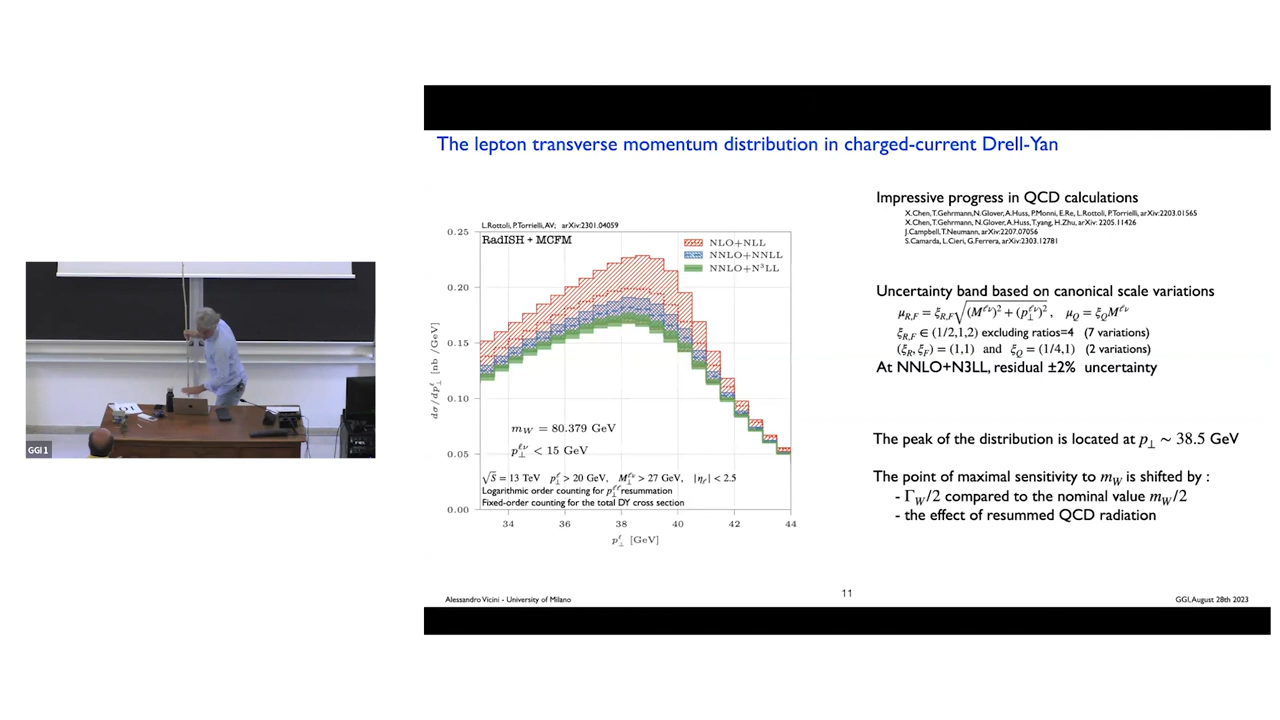 The lepton transverse momentum distribution in charged-current Drell-Yan
L.Rottoli, P.Torrielli, AV; arXiv:2301.04059
RadISH + MCFM
NLO+NLL
NNLO+NNLL
NNLO+N³LL
0.25
0.20
0.15
0.10
0.05
0.00
dσ/dp⊥^ℓ [nb /GeV]
m_W = 80.379 GeV
p⊥^ℓν < 15 GeV
√S = 13 TeV p⊥^ℓ > 20 GeV, M⊥^ℓν > 27 GeV, |η_ℓ| < 2.5
Logarithmic order counting for p⊥^ℓℓ resummation
Fixed-order counting for the total DY cross section
34 36 38 40 42 44
p⊥^ℓ [GeV]
Impressive progress in QCD calculations
X.Chen, T.Gehrmann, N.Glover, A.Huss, P.Monni, E.Re, L.Rottoli, P.Torrielli, arXiv:2203.01565
X.Chen, T.Gehrmann, N.Glover, A.Huss, T.yang, H.Zhu, arXiv: 2205.11426
J.Campbell, T.Neumann, arXiv:2207.07056
S.Camarda, L.Cieri, G.Ferrera, arXiv:2303.12781
Uncertainty band based on canonical scale variations
μ_R,F = ξ_R,F √(M^ℓν)² + (p⊥^ℓν)² , μ_Q = ξ_Q M^ℓν
ξ_R,F ∈ (1/2,1,2) excluding ratios=4 (7 variations)
(ξ_R, ξ_F) = (1,1) and ξ_Q = (1/4,1) (2 variations)
At NNLO+N3LL, residual ±2% uncertainty
The peak of the distribution is located at p⊥ ∼ 38.5 GeV
The point of maximal sensitivity to m_W is shifted by :
- Γ_W/2 compared to the nominal value m_W/2
- the effect of resummed QCD radiation
Alessandro Vicini - University of Milano
11
GGI, August 28th 2023
GGI 1